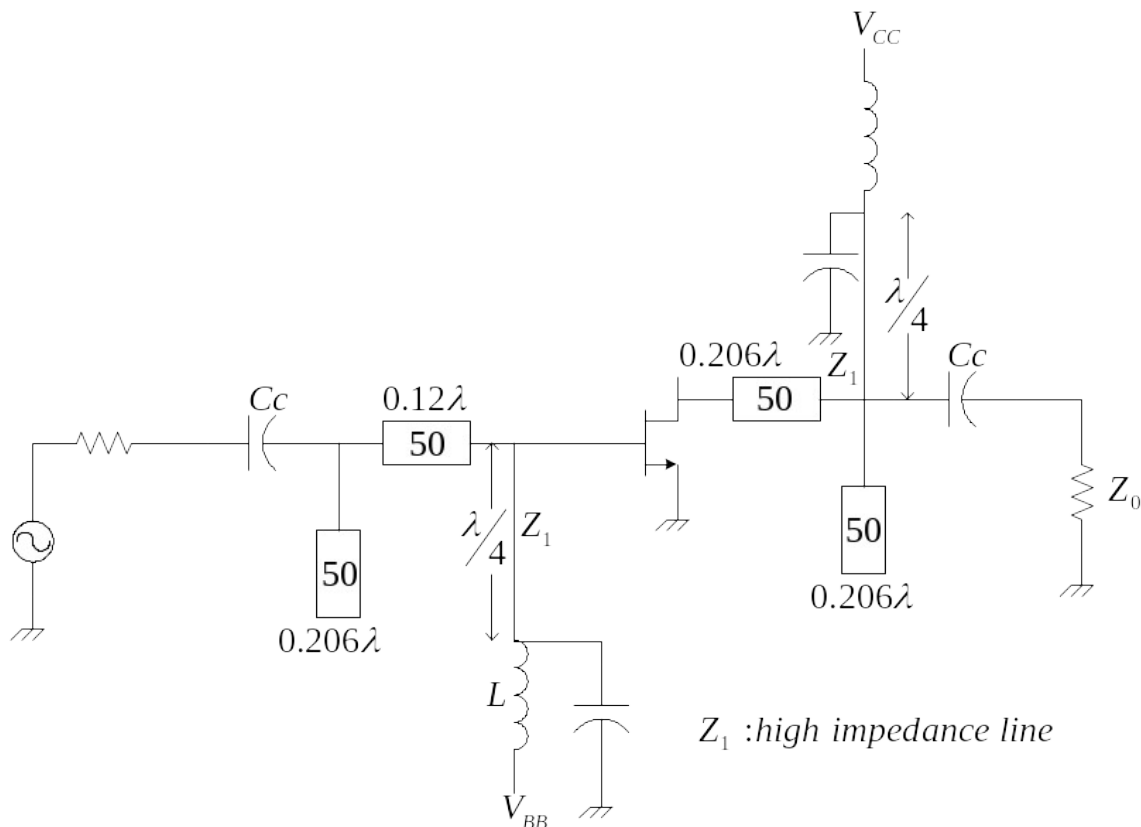 V_CC
λ/4
0.206λ
Z_1
Cc
50
Cc
0.12λ
50
Z_0
λ/4
Z_1
50
50
0.206λ
0.206λ
L
Z_1 :high impedance line
V_BB